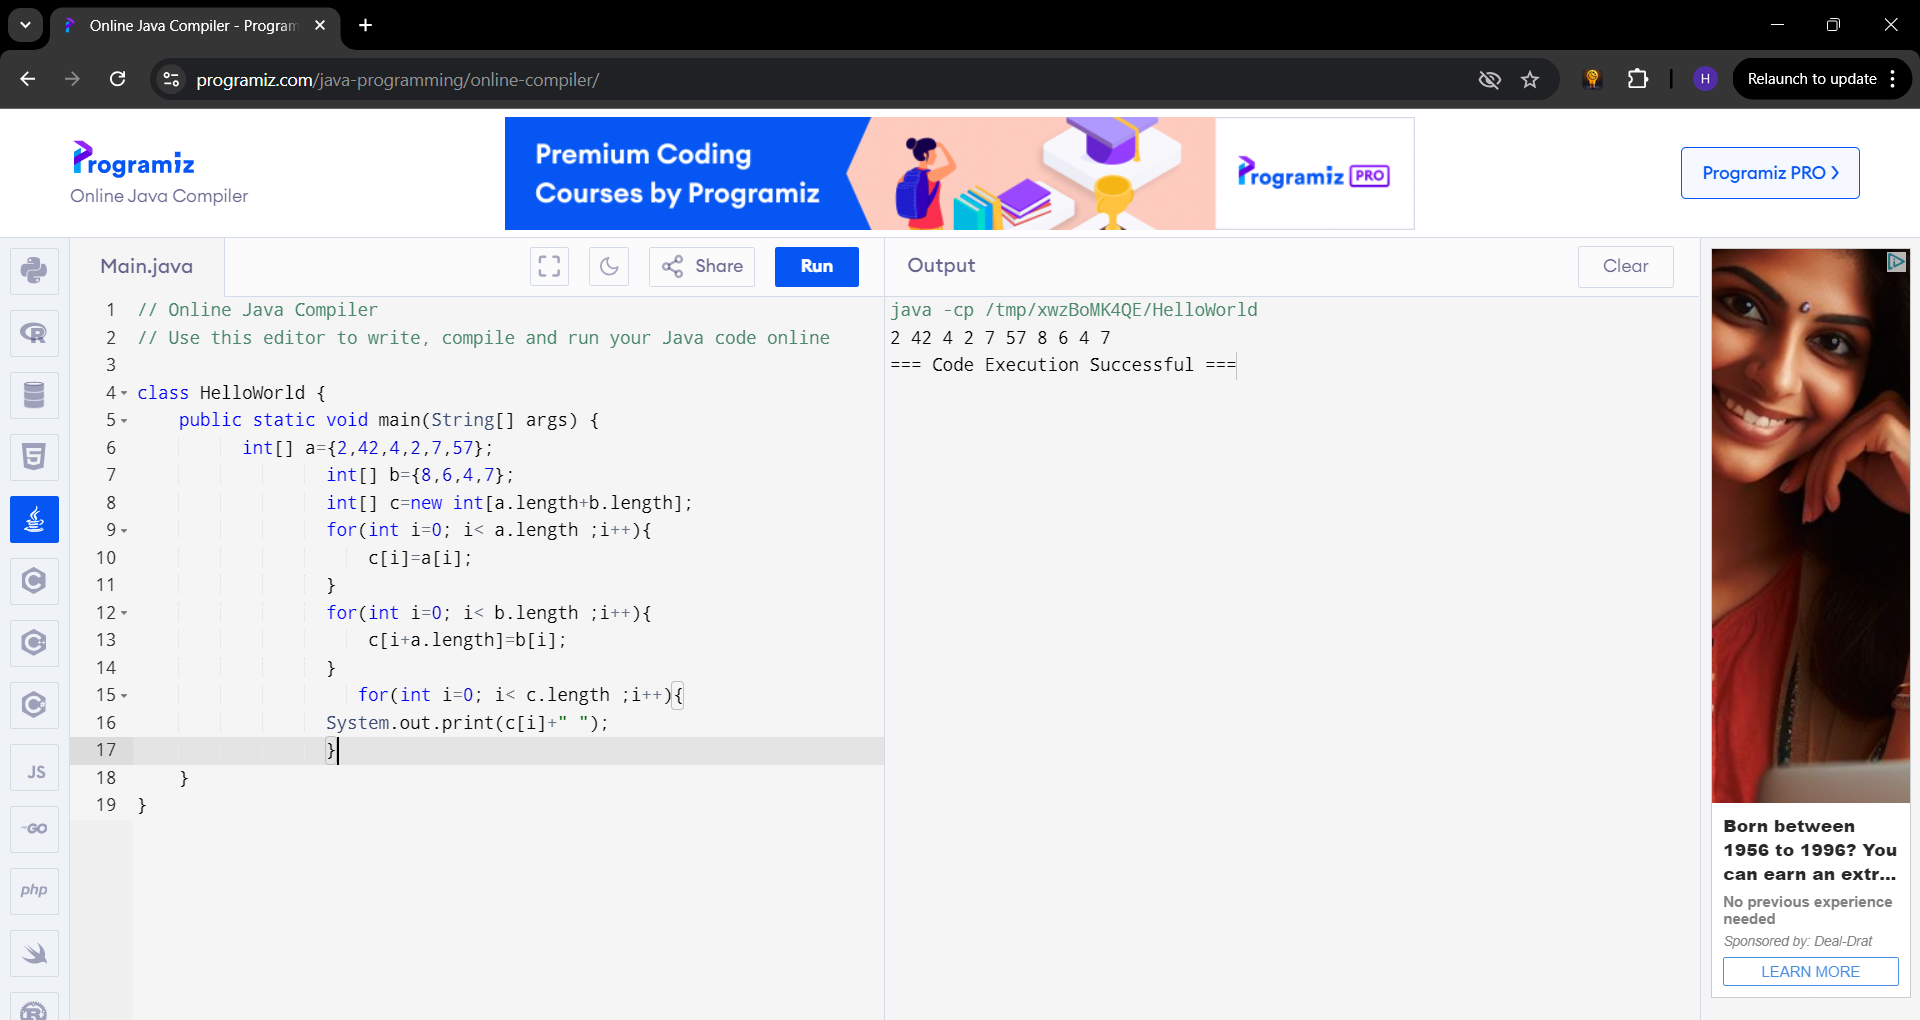 Online Java Compiler - Program
programiz.com/java-programming/online-compiler/
H
Relaunch to update
Programiz
Online Java Compiler
Premium Coding
Courses by Programiz
Programiz PRO
Programiz PRO ›
Main.java
Share
Run
Output
Clear
1 // Online Java Compiler
2 // Use this editor to write, compile and run your Java code online
3
4 class HelloWorld {
5 public static void main(String[] args) {
6 int[] a={2,42,4,2,7,57};
7 int[] b={8,6,4,7};
8 int[] c=new int[a.length+b.length];
9 for(int i=0; i< a.length ;i++){
10 c[i]=a[i];
11 }
12 for(int i=0; i< b.length ;i++){
13 c[i+a.length]=b[i];
14 }
15 for(int i=0; i< c.length ;i++){
16 System.out.print(c[i]+" ");
17 }
18 }
19 }
java -cp /tmp/xwzBoMK4QE/HelloWorld
2 42 4 2 7 57 8 6 4 7
=== Code Execution Successful ===
R
5
C
C
C
JS
GO
php
R
Born between
1956 to 1996? You
can earn an extr...
No previous experience
needed
Sponsored by: Deal-Drat
LEARN MORE